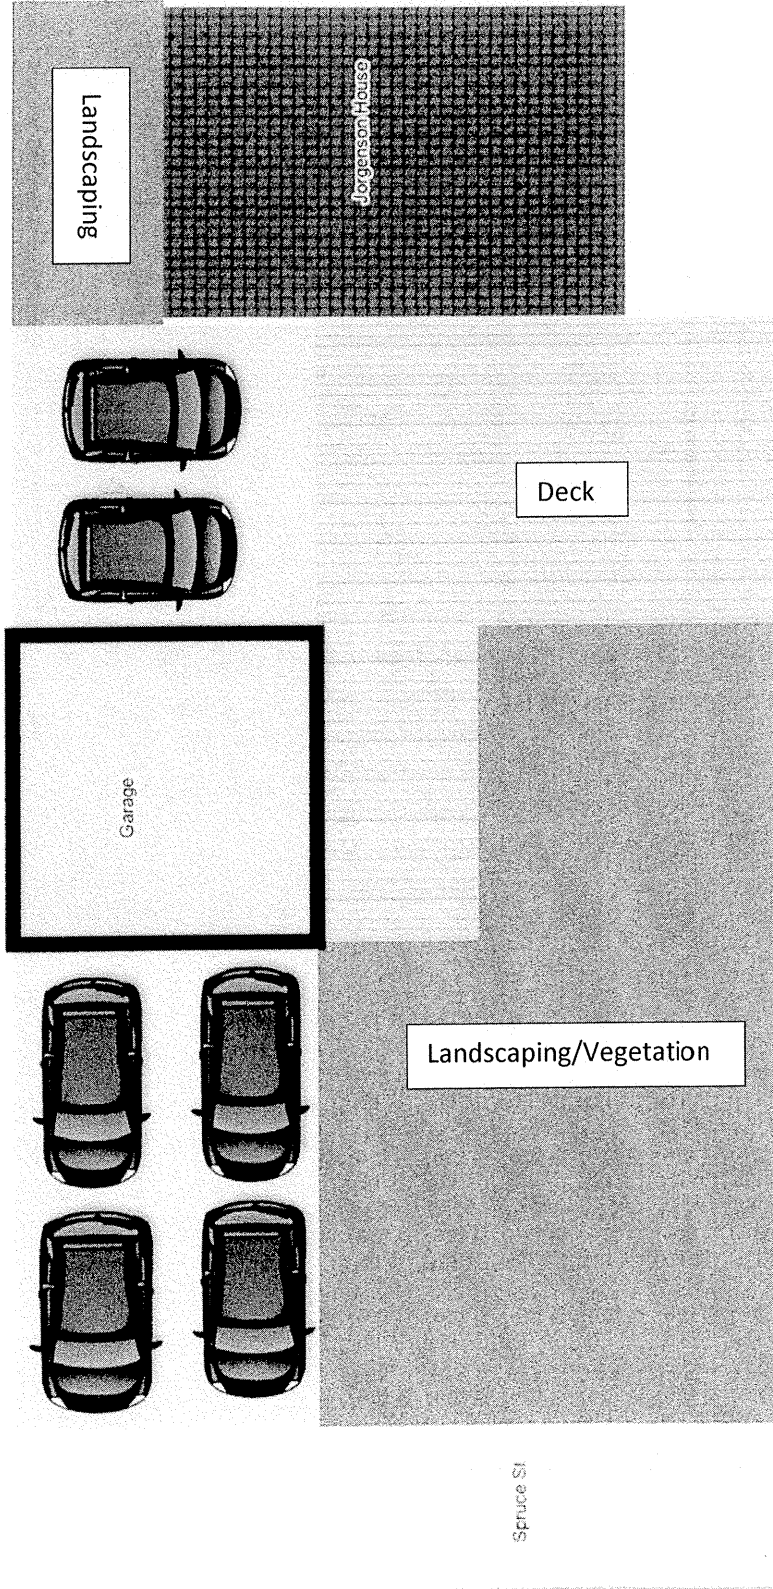 Landscaping
Jorgenson House
Deck
Garage
Landscaping/Vegetation
Spruce St